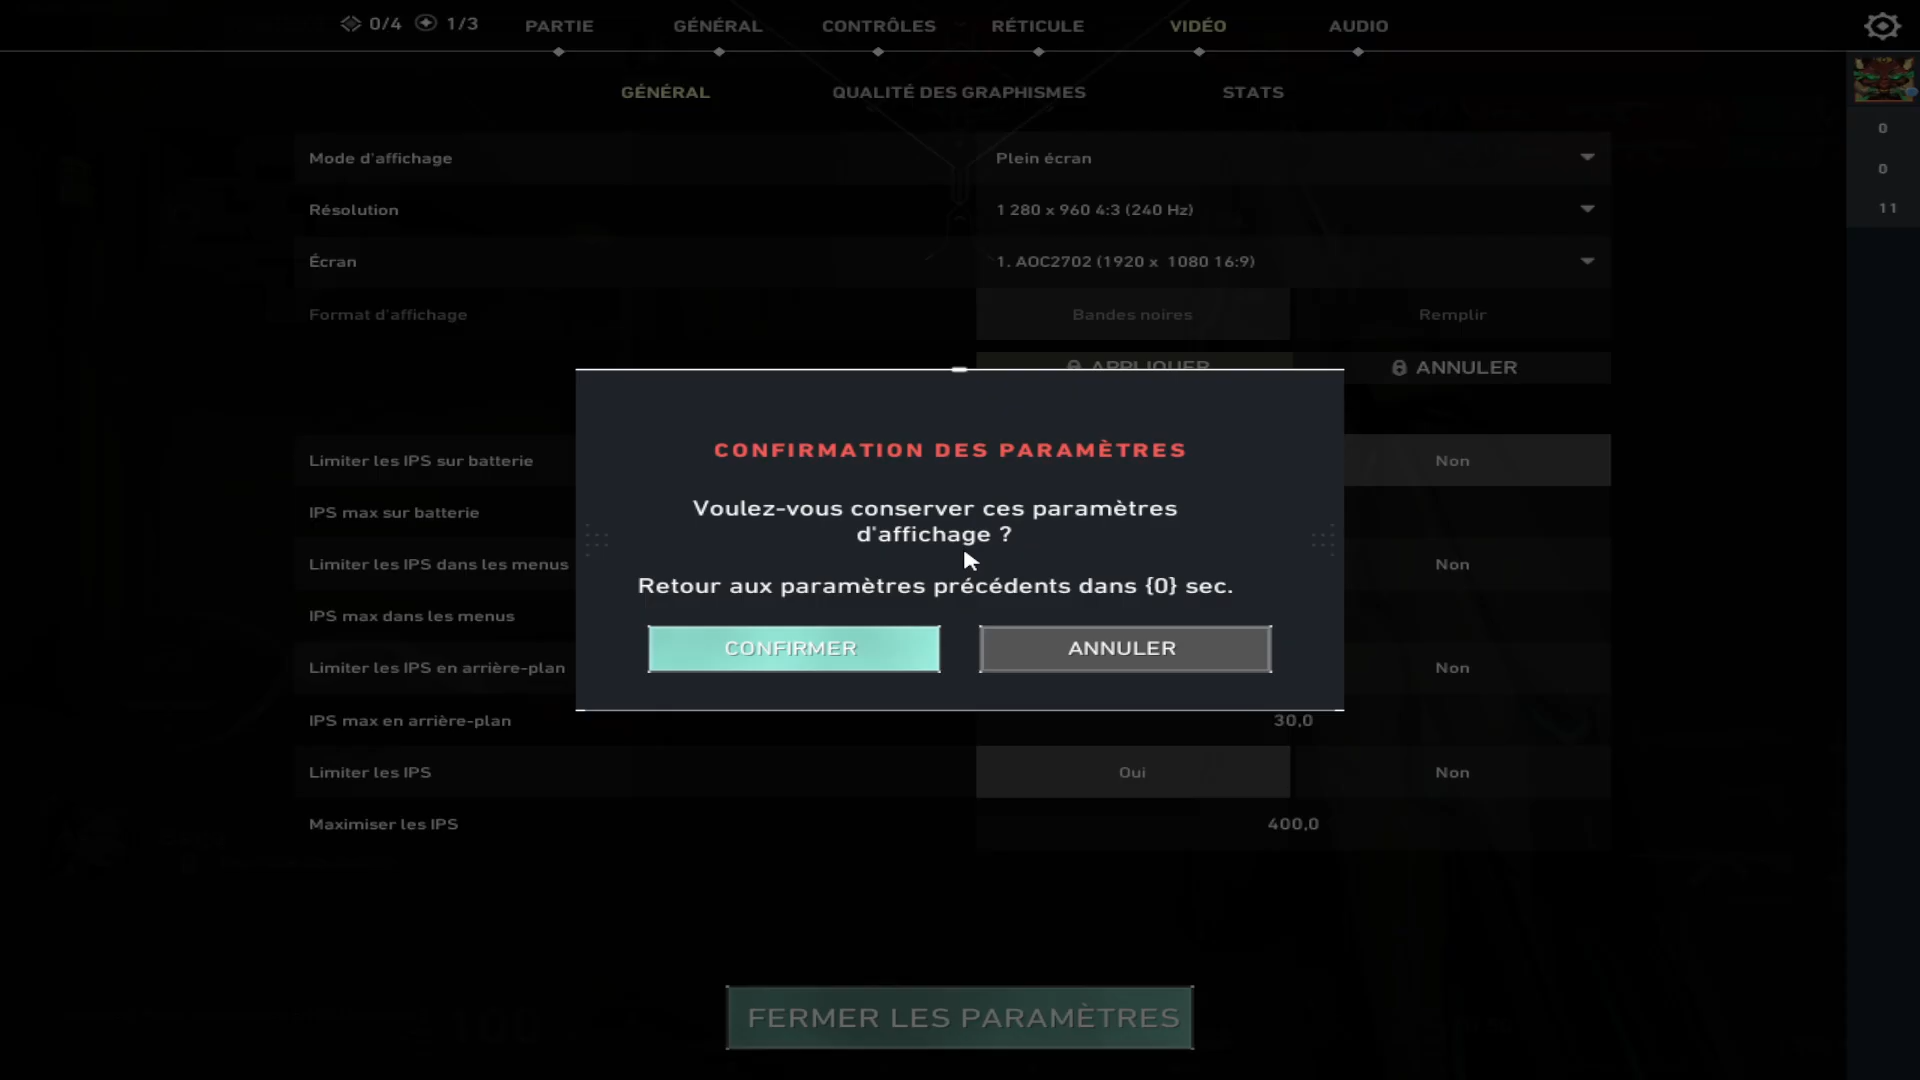 0/4 1/3
PARTIE
GÉNÉRAL
CONTRÔLES
RÉTICULE
VIDÉO
AUDIO
GÉNÉRAL
QUALITÉ DES GRAPHISMES
STATS
Mode d'affichage
Plein écran
Résolution
1 280 x 960 4:3 (240 Hz)
Écran
1. AOC2702 (1920 x 1080 16:9)
Format d'affichage
Bandes noires
Remplir
APPLIQUER
ANNULER
CONFIRMATION DES PARAMÈTRES
Voulez-vous conserver ces paramètres
d'affichage ?
Retour aux paramètres précédents dans {0} sec.
CONFIRMER
ANNULER
Limiter les IPS sur batterie
Non
IPS max sur batterie
Limiter les IPS dans les menus
Non
IPS max dans les menus
Limiter les IPS en arrière-plan
Non
IPS max en arrière-plan
30,0
Limiter les IPS
Oui
Non
Maximiser les IPS
400,0
FERMER LES PARAMÈTRES
0
0
11